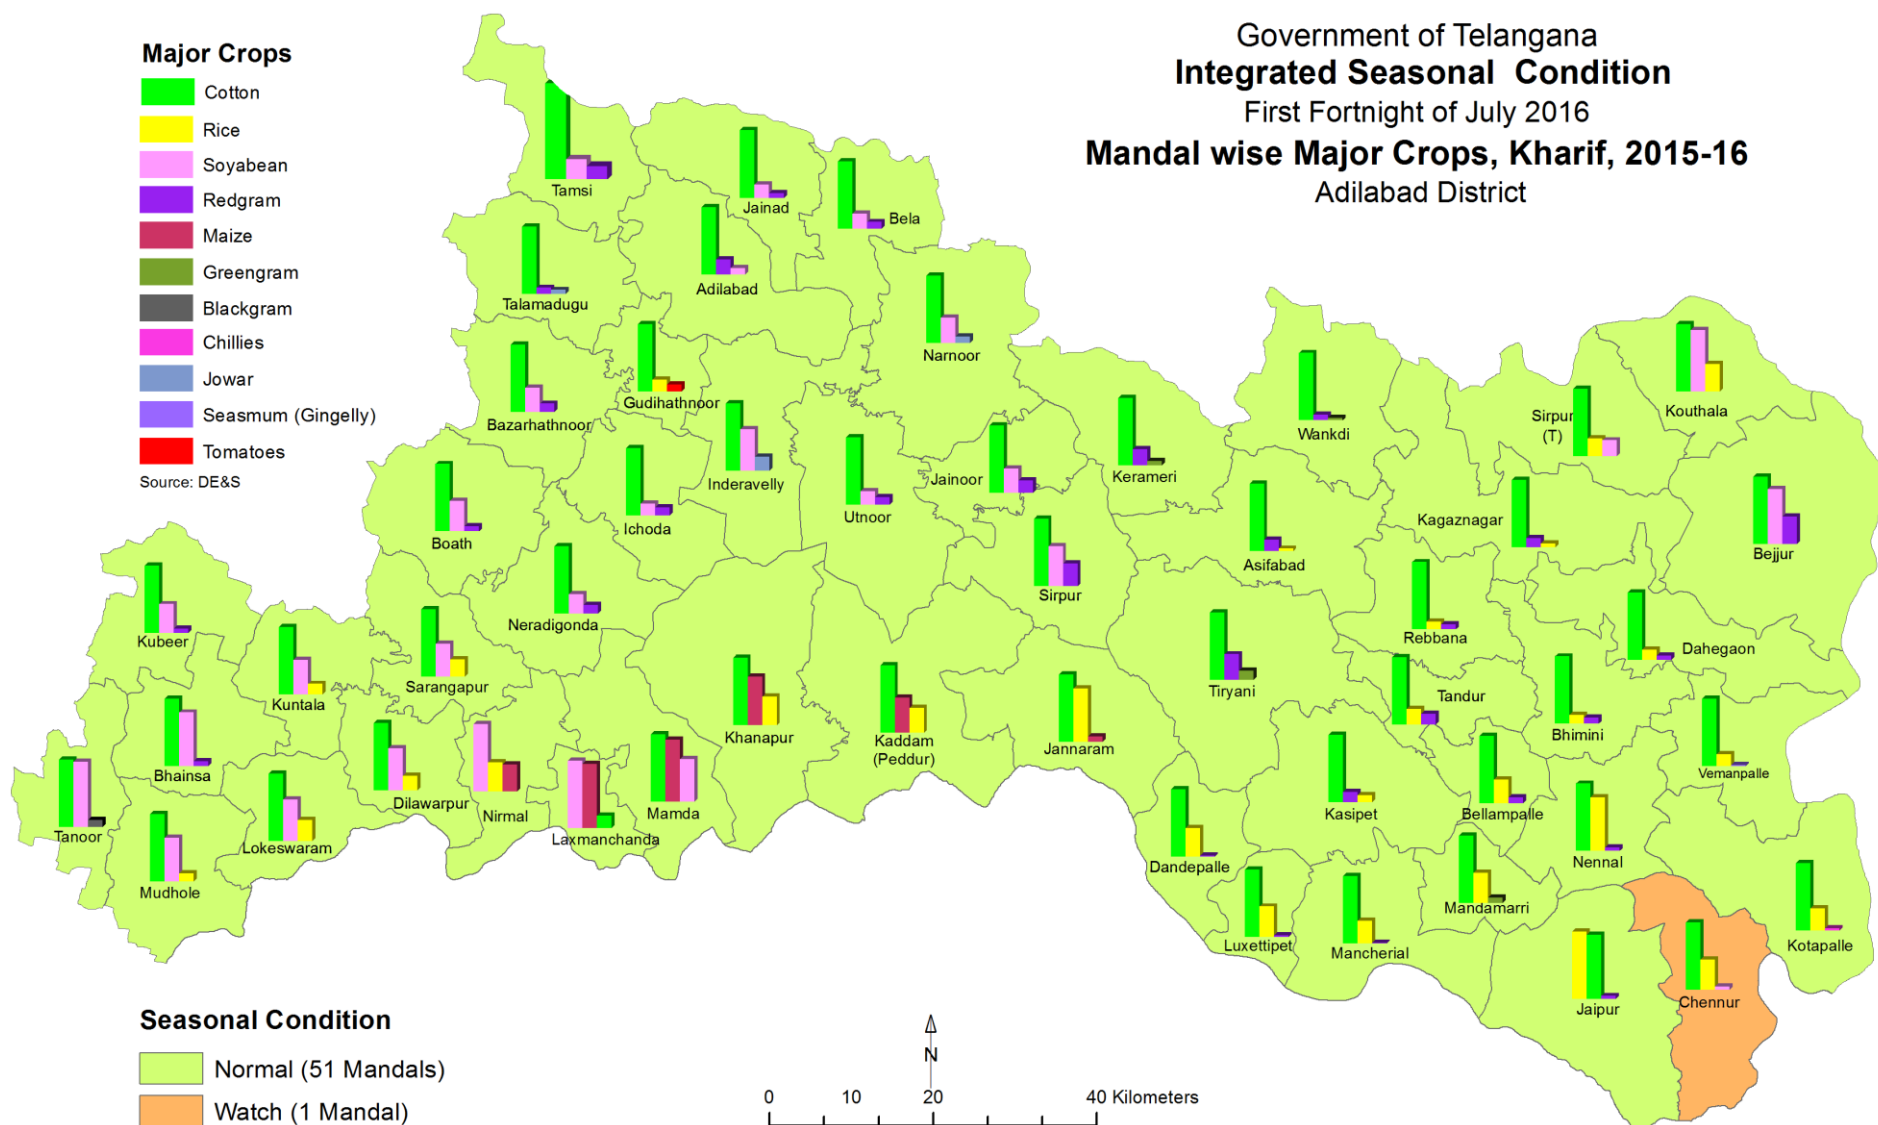 Government of Telangana
Integrated Seasonal Condition
First Fortnight of July 2016
Mandal wise Major Crops, Kharif, 2015-16
Adilabad District
Major Crops
Cotton
Rice
Soyabean
Redgram
Maize
Greengram
Blackgram
Chillies
Jowar
Seasmum (Gingelly)
Tomatoes
Source: DE&S
Tamsi
Jainad
Bela
Adilabad
Talamadugu
Narnoor
Gudihathnoor
Bazarhathnoor
Inderavelly
Ichoda
Boath
Utnoor
Jainoor
Kerameri
Wankdi
Sirpur
(T)
Kouthala
Kagaznagar
Bejjur
Asifabad
Sirpur
Neradigonda
Kubeer
Kuntala
Sarangapur
Rebbana
Dahegaon
Tiryani
Tandur
Bhimini
Vemanpalle
Khanapur
Kaddam
(Peddur)
Jannaram
Bhainsa
Dilawarpur
Nirmal
Laxmanchanda
Mamda
Tanoor
Mudhole
Lokeswaram
Kasipet
Bellampalle
Nennal
Dandepalle
Mandamarri
Luxettipet
Mancherial
Kotapalle
Jaipur
Chennur
Seasonal Condition
Normal (51 Mandals)
Watch (1 Mandal)
N
0 10 20 40 Kilometers